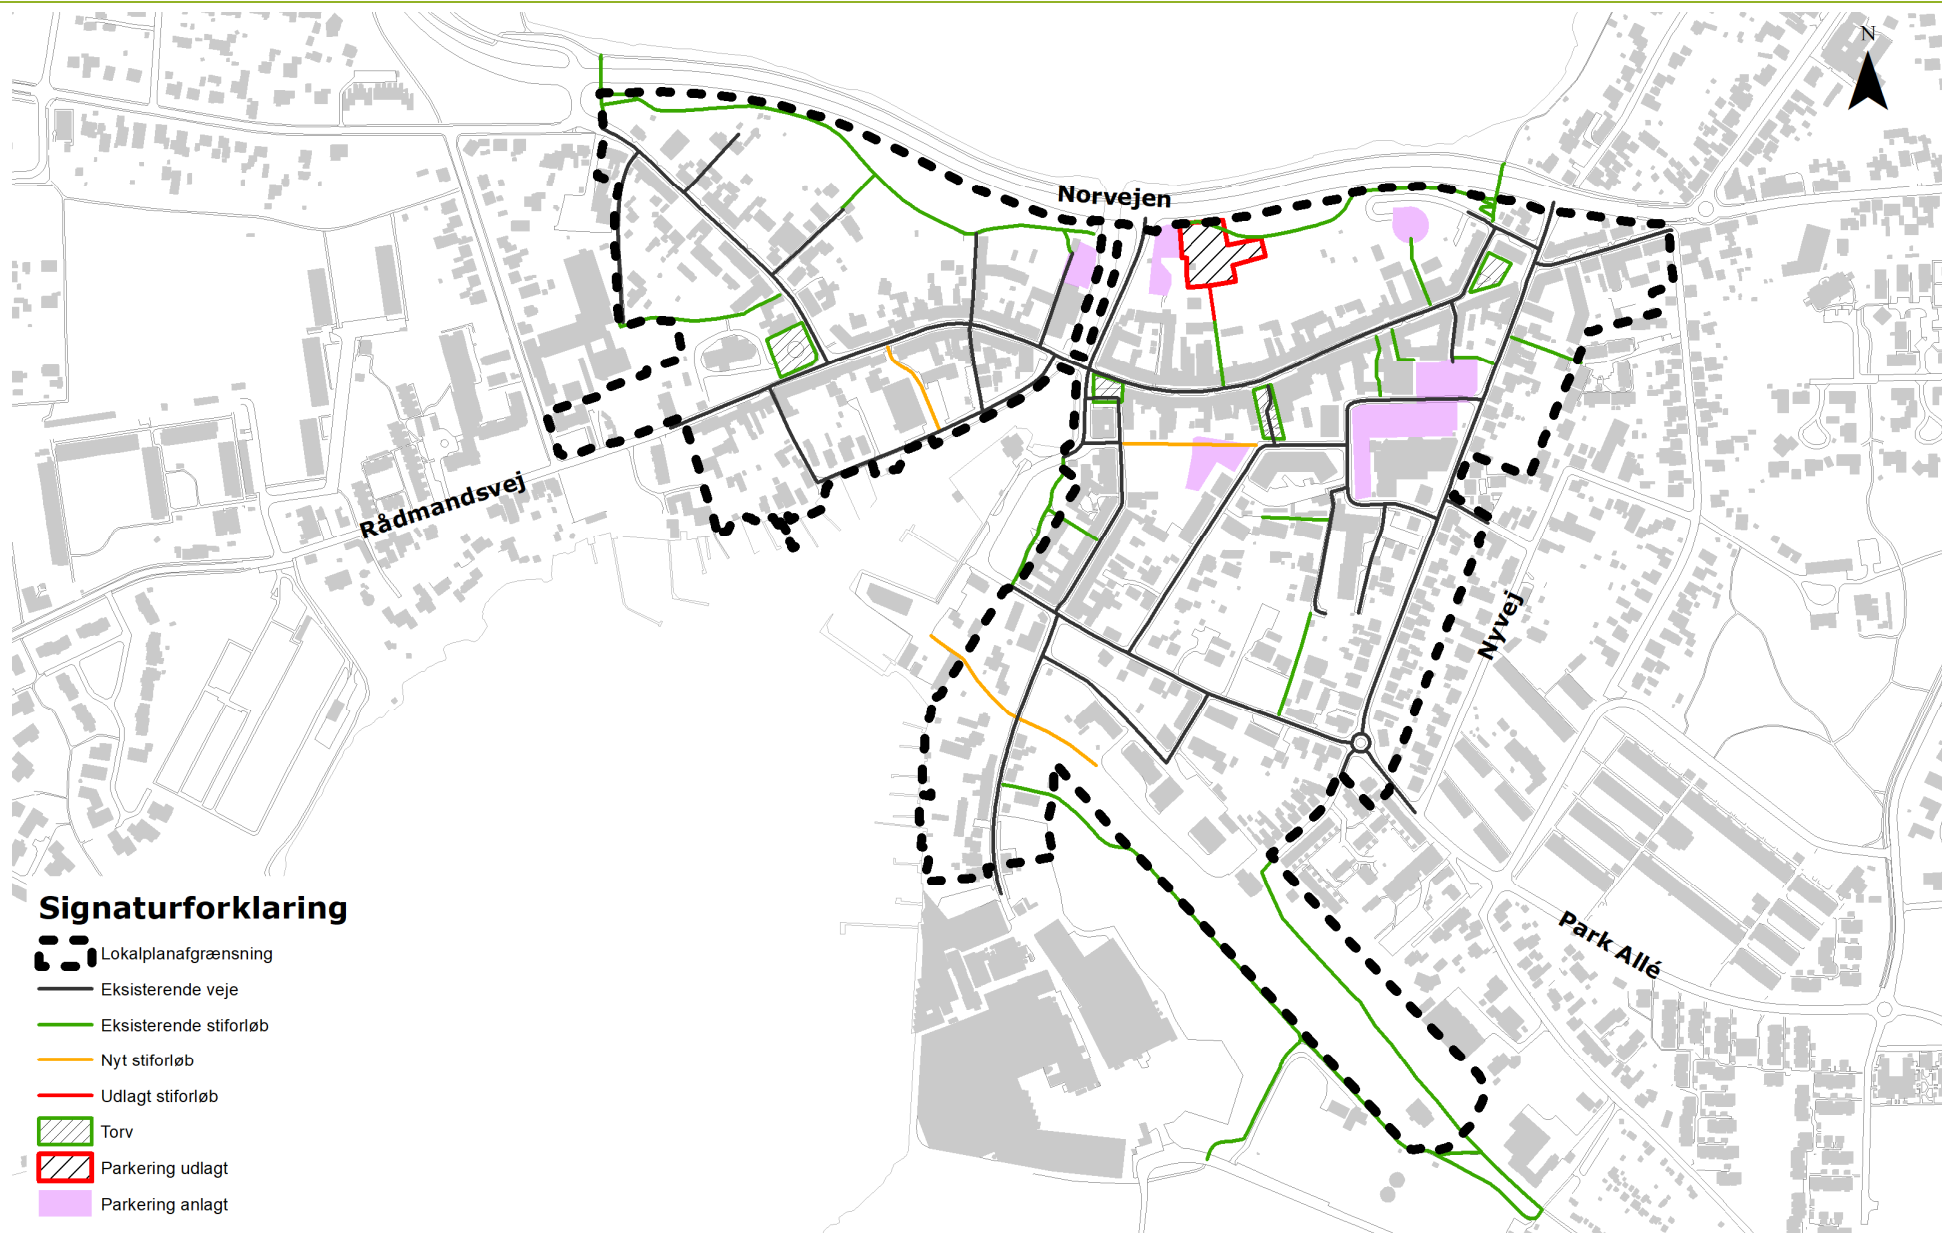 N
Norvejen
Rådmandsvej
Nyvej
Park Allé
Signaturforklaring
Lokalplanafgrænsning
Eksisterende veje
Eksisterende stiforløb
Nyt stiforløb
Udlagt stiforløb
Torv
Parkering udlagt
Parkering anlagt